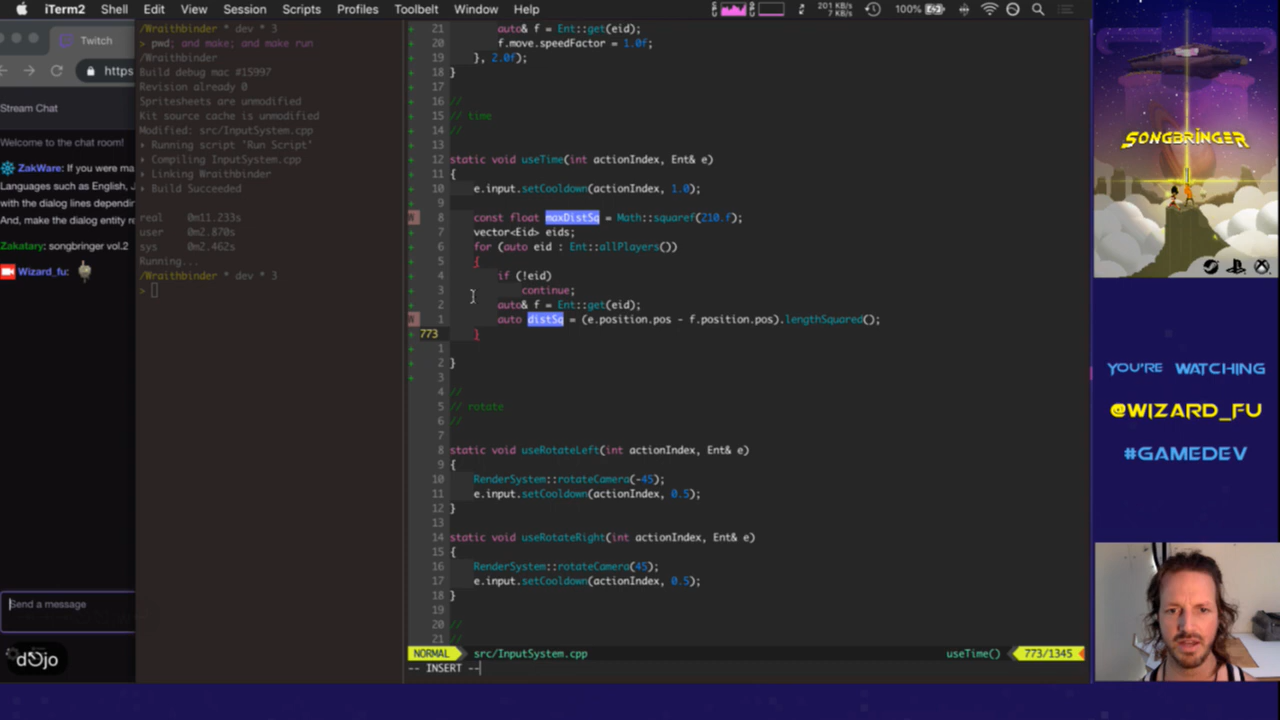 iTerm2 Shell Edit View Session Scripts Profiles Toolbelt Window Help 201 KB/s 7 KB/s 100%
Twitch
https
Stream Chat
Welcome to the chat room!
ZakWare: If you were ma
Languages such as English, J
with the dialog lines dependin
And, make the dialog entity re
Zakatary: songbringer vol.2
Wizard_fu:
Send a message
dojo
/Wraithbinder * dev * 3
> pwd; and make; and make run
/Wraithbinder
Build debug mac #15997
Revision already 0
Spritesheets are unmodified
Kit source cache is unmodified
Modified: src/InputSystem.cpp
› Running script "Run Script"
› Compiling InputSystem.cpp
› Linking Wraithbinder
› Build Succeeded
real 0m11.233s
user 0m2.870s
sys 0m2.462s
Running...
/Wraithbinder * dev * 3
>
+ 21 auto& f = Ent::get(eid);
+ 20 f.move.speedFactor = 1.0f;
+ 19 }, 2.0f);
+ 18 }
+ 17
+ 16 //
+ 15 // time
+ 14 //
+ 13
+ 12 static void useTime(int actionIndex, Ent& e)
+ 11 {
+ 10 e.input.setCooldown(actionIndex, 1.0);
+ 9
W 8 const float maxDistSq = Math::squaref(210.f);
+ 7 vector<Eid> eids;
+ 6 for (auto eid : Ent::allPlayers())
+ 5 {
+ 4 if (!eid)
+ 3 continue;
+ 2 auto& f = Ent::get(eid);
W 1 auto distSq = (e.position.pos - f.position.pos).lengthSquared();
+ 773 }
+ 1
+ 2 }
+ 3
4 //
5 // rotate
6 //
7
8 static void useRotateLeft(int actionIndex, Ent& e)
9 {
10 RenderSystem::rotateCamera(-45);
11 e.input.setCooldown(actionIndex, 0.5);
12 }
13
14 static void useRotateRight(int actionIndex, Ent& e)
15 {
16 RenderSystem::rotateCamera(45);
17 e.input.setCooldown(actionIndex, 0.5);
18 }
19
20 //
21 //
NORMAL src/InputSystem.cpp useTime() 773/1345
-- INSERT --
SONGBRINGER
YOU'RE WATCHING
@WIZARD_FU
#GAMEDEV